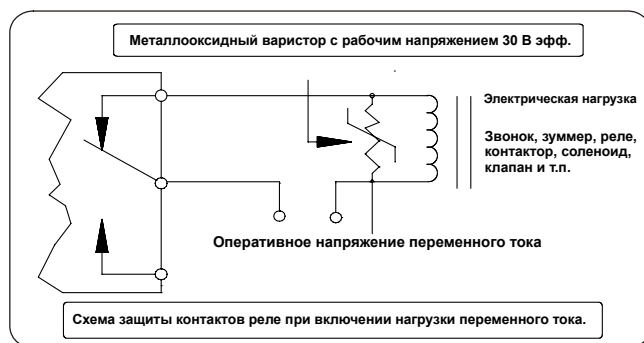 Металлооксидный варистор с рабочим напряжением 30 В эфф.
Электрическая нагрузка
Звонок, зуммер, реле,
контактор, соленоид,
клапан и т.п.
Оперативное напряжение переменного тока
Схема защиты контактов реле при включении нагрузки переменного тока.